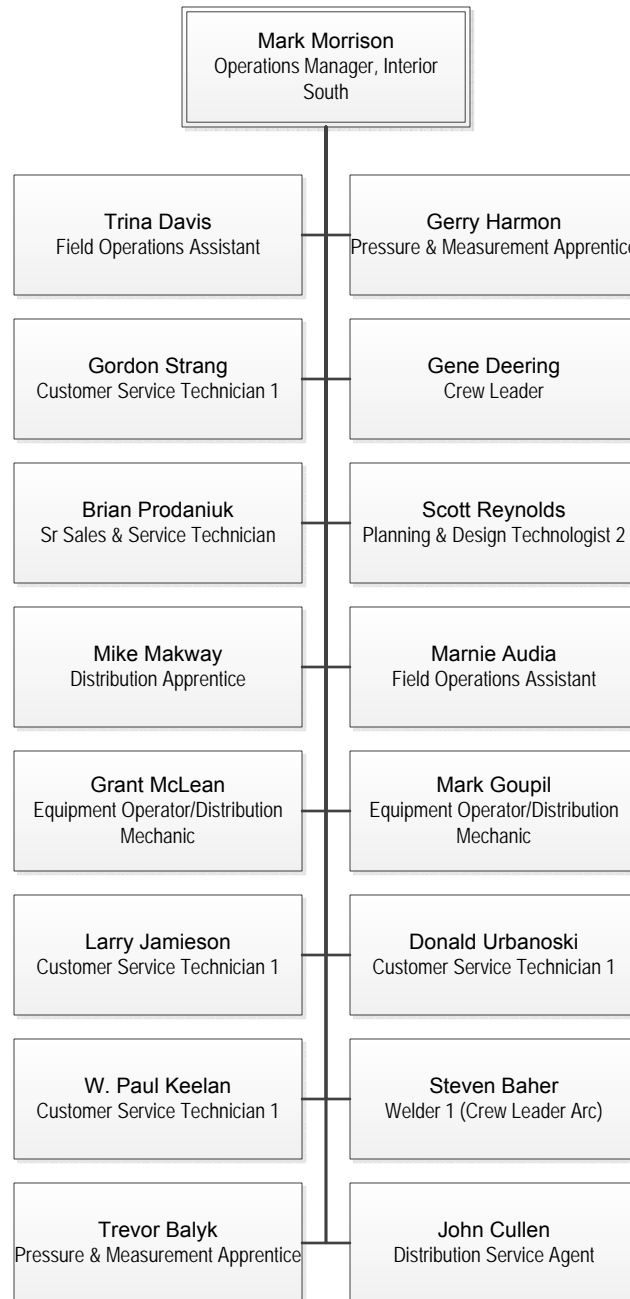 Mark Morrison
Operations Manager, Interior
South
Trina Davis
Field Operations Assistant
Gerry Harmon
Pressure & Measurement Apprentice
Gordon Strang
Customer Service Technician 1
Gene Deering
Crew Leader
Brian Prodaniuk
Sr Sales & Service Technician
Scott Reynolds
Planning & Design Technologist 2
Mike Makway
Distribution Apprentice
Marnie Audia
Field Operations Assistant
Grant McLean
Equipment Operator/Distribution
Mechanic
Mark Goupil
Equipment Operator/Distribution
Mechanic
Larry Jamieson
Customer Service Technician 1
Donald Urbanoski
Customer Service Technician 1
W. Paul Keelan
Customer Service Technician 1
Steven Baher
Welder 1 (Crew Leader Arc)
Trevor Balyk
Pressure & Measurement Apprentice
John Cullen
Distribution Service Agent